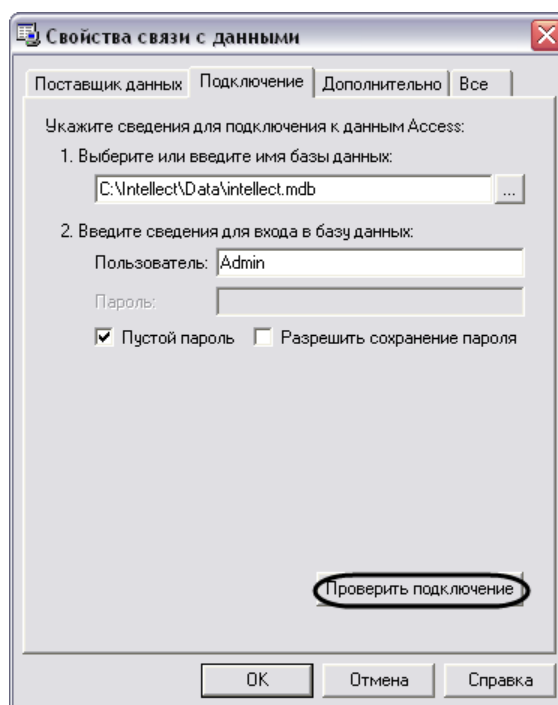 Свойства связи с данными
Поставщик данных Подключение Дополнительно Все
Укажите сведения для подключения к данным Access:
1. Выберите или введите имя базы данных:
C:\Intellect\Data\intellect.mdb ...
2. Введите сведения для входа в базу данных:
Пользователь: Admin
Пароль:
Пустой пароль Разрешить сохранение пароля
Проверить подключение
OK Отмена Справка